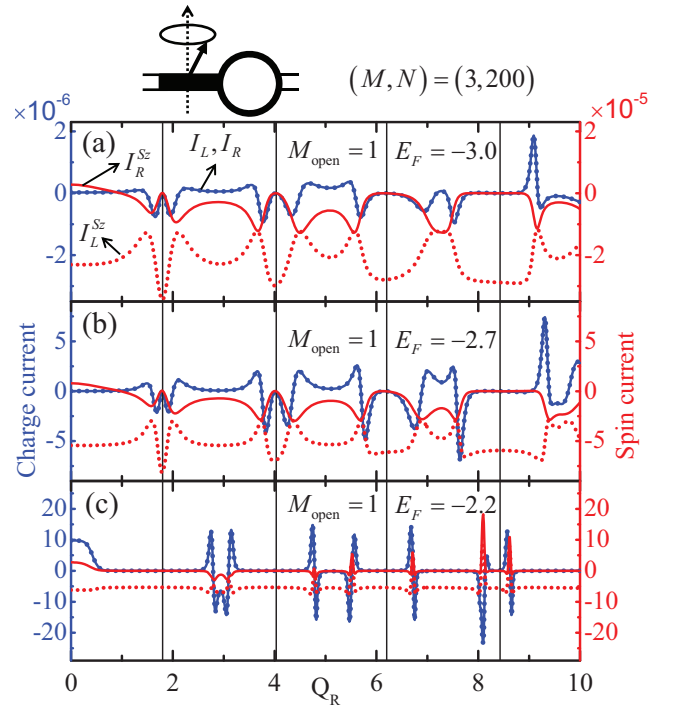 (M, N) = (3, 200)
×10⁻⁶
×10⁻⁵
(a)
I_R^{Sz}
I_L, I_R
M_open = 1
E_F = −3.0
I_L^{Sz}
2
0
-2
2
0
-2
(b)
M_open = 1
E_F = −2.7
5
0
-5
5
0
-5
Charge current
Spin current
(c)
M_open = 1
E_F = −2.2
20
10
0
-10
-20
20
10
0
-10
-20
0 2 4 6 8 10
Q_R